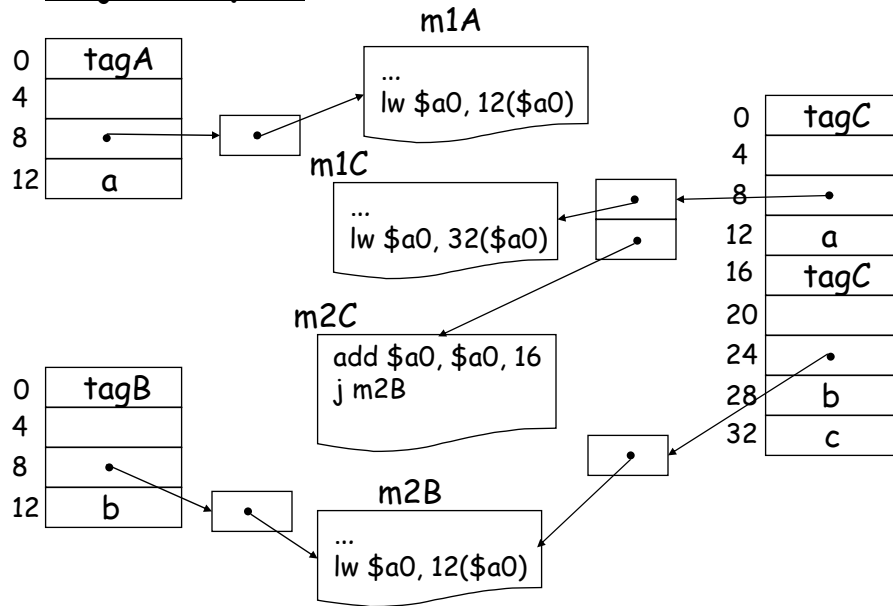 m1A
0 tagA
4
8
12 a
...
lw $a0, 12($a0)
m1C
...
lw $a0, 32($a0)
m2C
add $a0, $a0, 16
j m2B
0 tagC
4
8
12 a
16 tagC
20
24
28 b
32 c
0 tagB
4
8
12 b
m2B
...
lw $a0, 12($a0)